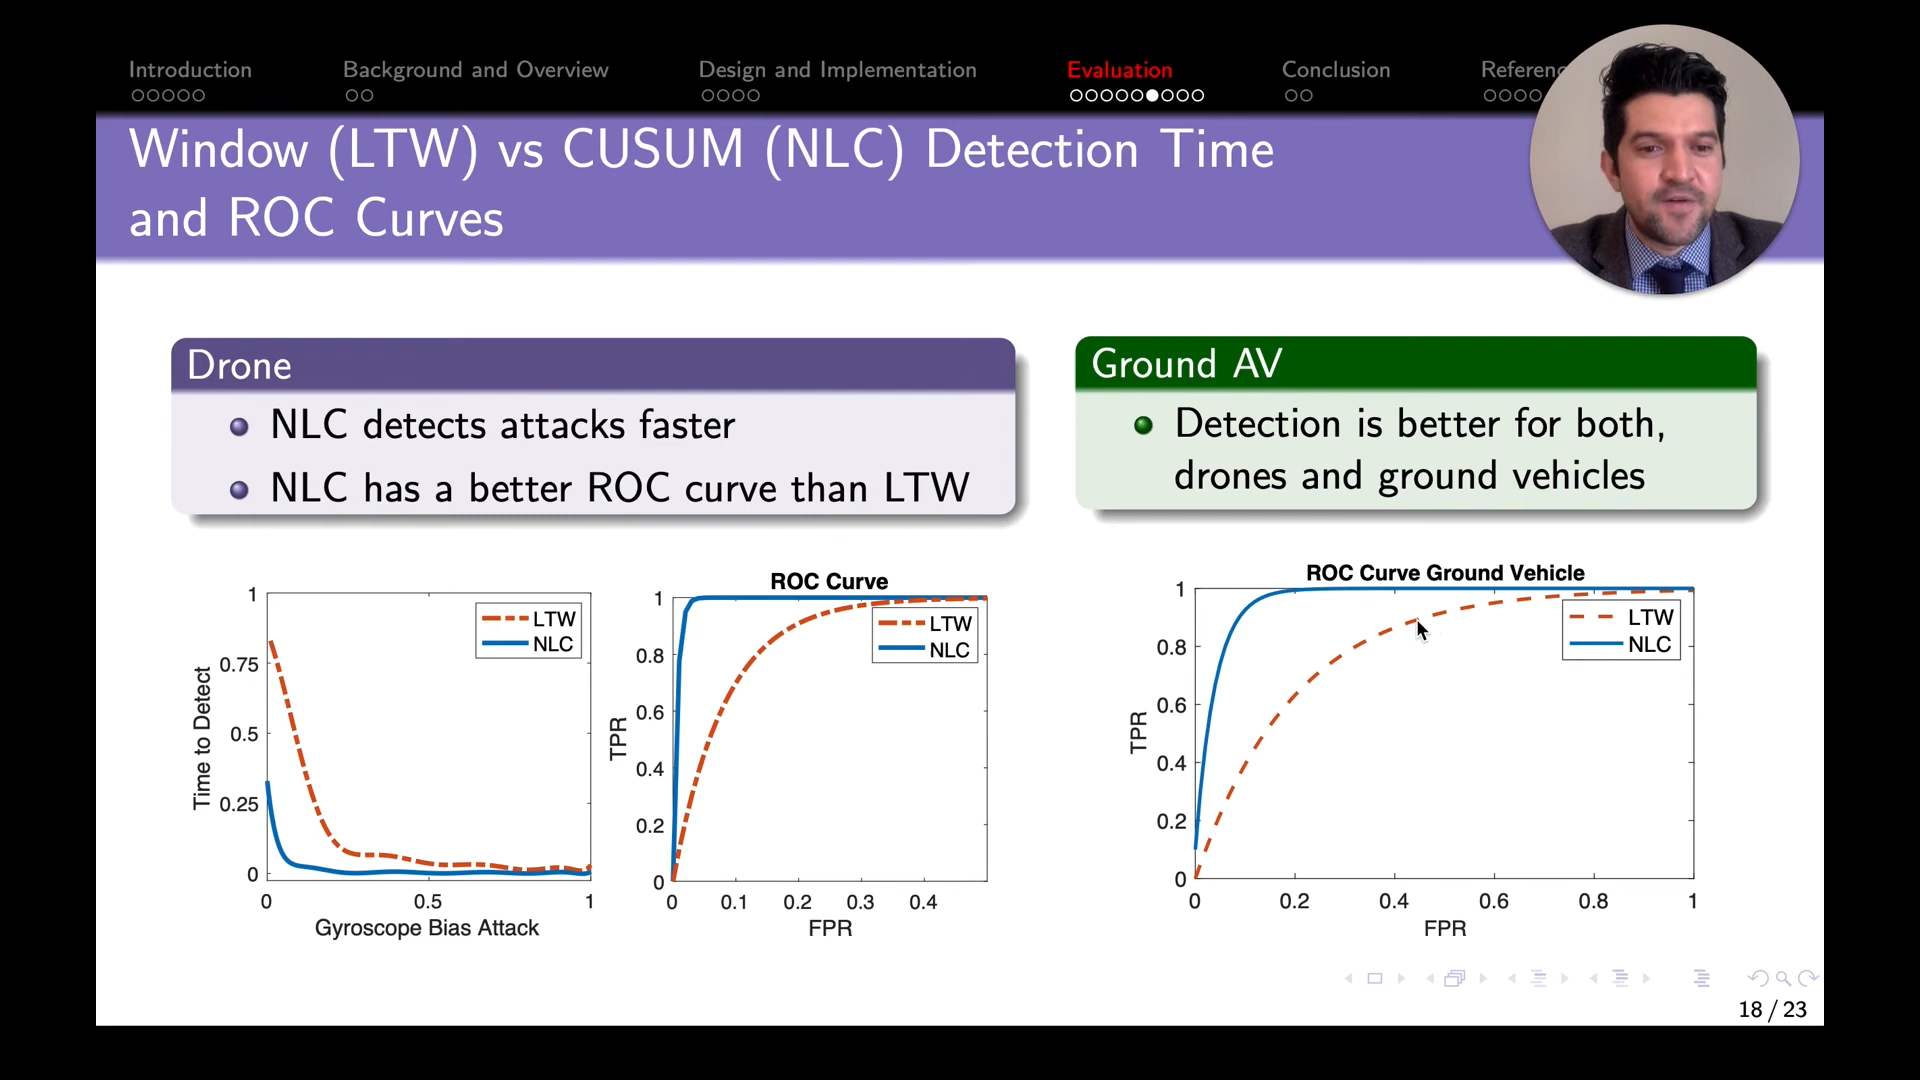 Introduction
Background and Overview
Design and Implementation
Evaluation
Conclusion
Window (LTW) vs CUSUM (NLC) Detection Time
and ROC Curves
Drone
NLC detects attacks faster
NLC has a better ROC curve than LTW
Ground AV
Detection is better for both,
drones and ground vehicles
1
0.75
0.5
0.25
0
Time to Detect
LTW
NLC
0 0.5 1
Gyroscope Bias Attack
ROC Curve
1
0.8
0.6
0.4
0.2
0
TPR
LTW
NLC
0 0.1 0.2 0.3 0.4
FPR
ROC Curve Ground Vehicle
1
0.8
0.6
0.4
0.2
0
TPR
LTW
NLC
0 0.2 0.4 0.6 0.8 1
FPR
18 / 23